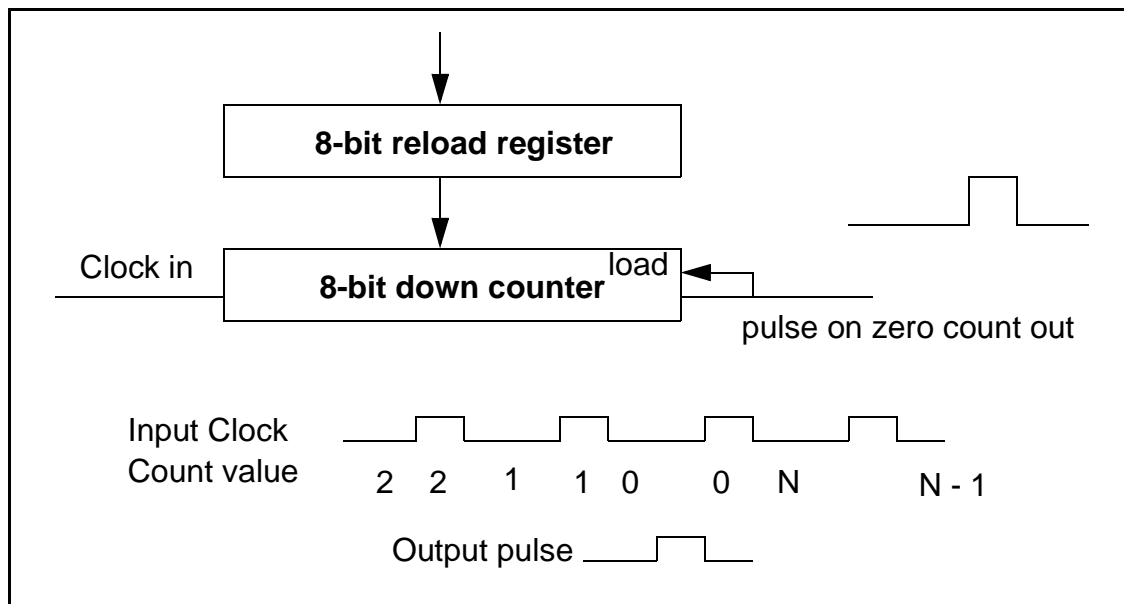 8-bit reload register
Clock in
load
8-bit down counter
pulse on zero count out
Input Clock
Count value
2 2 1 1 0 0 N N - 1
Output pulse